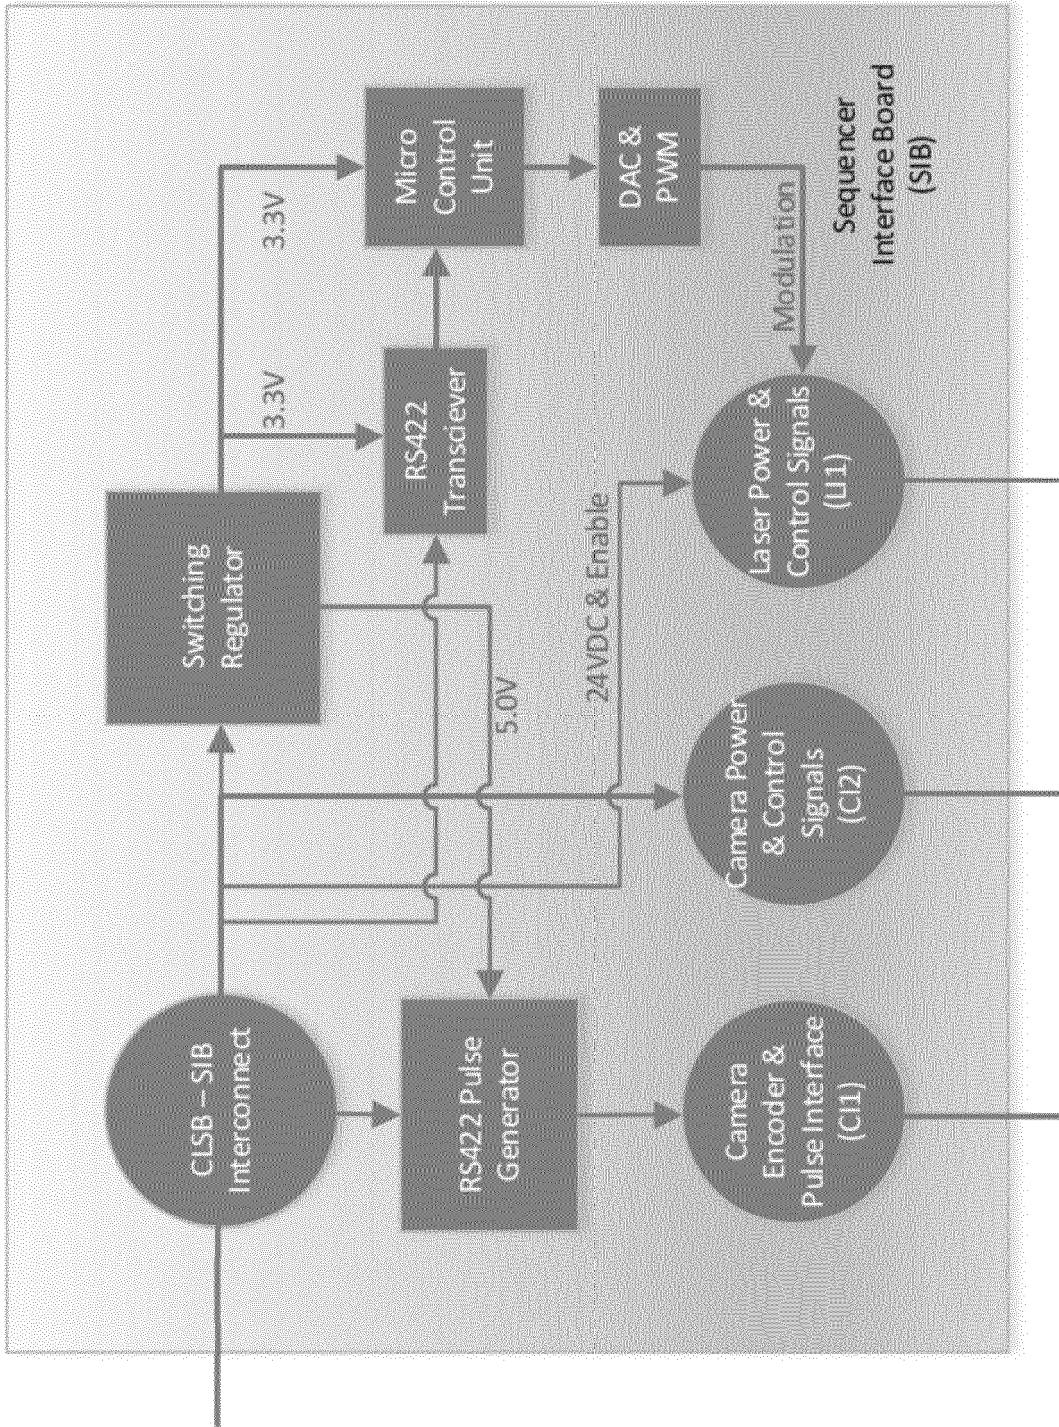 CLSB – SIB
Interconnect
Switching
Regulator
3.3V
3.3V
RS422 Pulse
Generator
5.0V
RS422
Transciever
Micro
Control
Unit
24VDC & Enable
DAC &
PWM
Modulation
Camera
Encoder &
Pulse Interface
(CI1)
Camera Power
& Control
Signals
(CI2)
Laser Power &
Control Signals
(LI1)
Sequencer
Interface Board
(SIB)